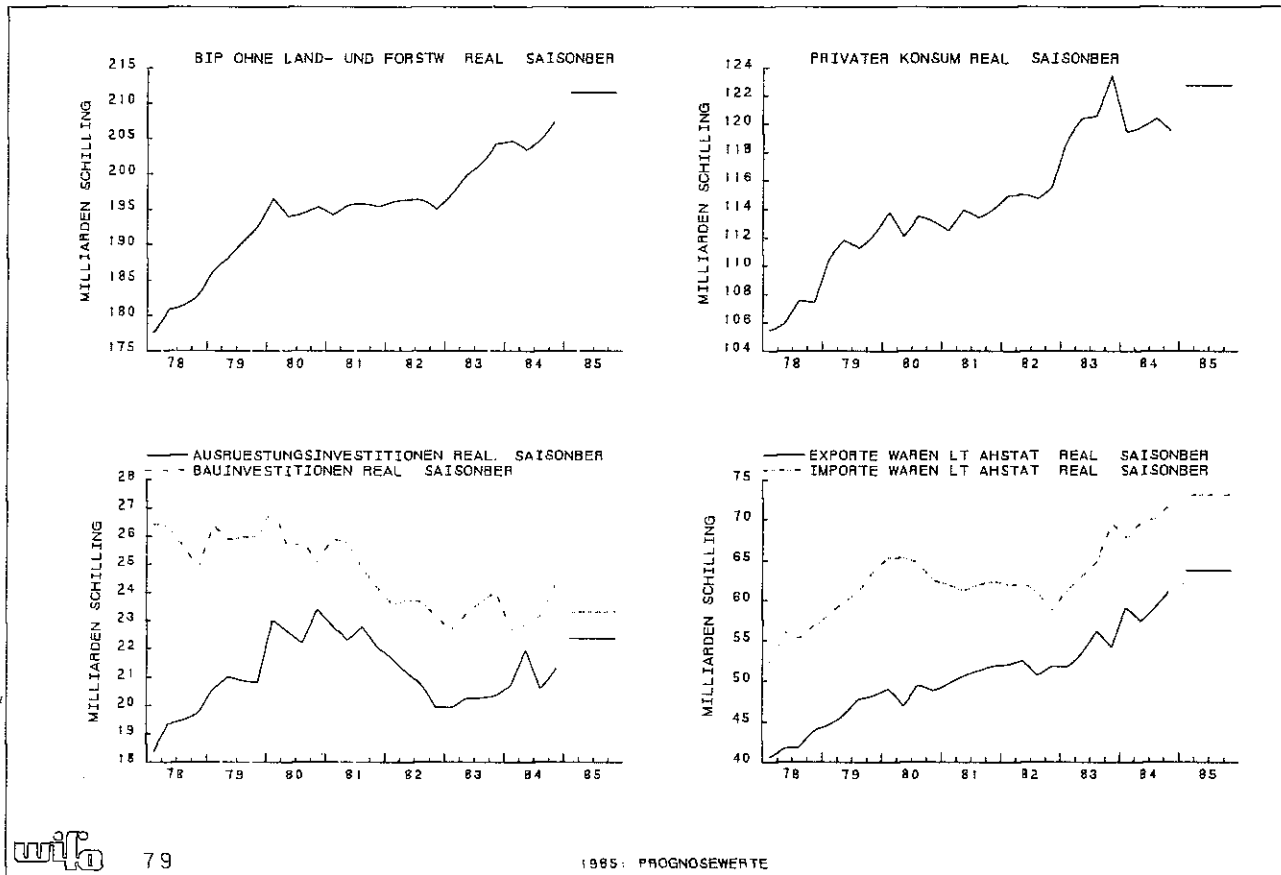 BIP OHNE LAND- UND FORSTW REAL SAISONBER
MILLIARDEN SCHILLING
215
210
205
200
195
190
185
180
175
78 79 80 81 82 83 84 85
PRIVATER KONSUM REAL SAISONBER
MILLIARDEN SCHILLING
124
122
120
118
116
114
112
110
108
106
104
78 79 80 81 82 83 84 85
AUSRUESTUNGSINVESTITIONEN REAL. SAISONBER
BAUINVESTITIONEN REAL SAISONBER
MILLIARDEN SCHILLING
28
27
26
25
24
23
22
21
20
19
18
78 79 80 81 82 83 84 85
EXPORTE WAREN LT AHSTAT REAL SAISONBER
IMPORTE WAREN LT AHSTAT REAL SAISONBER
MILLIARDEN SCHILLING
75
70
65
60
55
50
45
40
78 79 80 81 82 83 84 85
wifo 79
1985: PROGNOSEWERTE